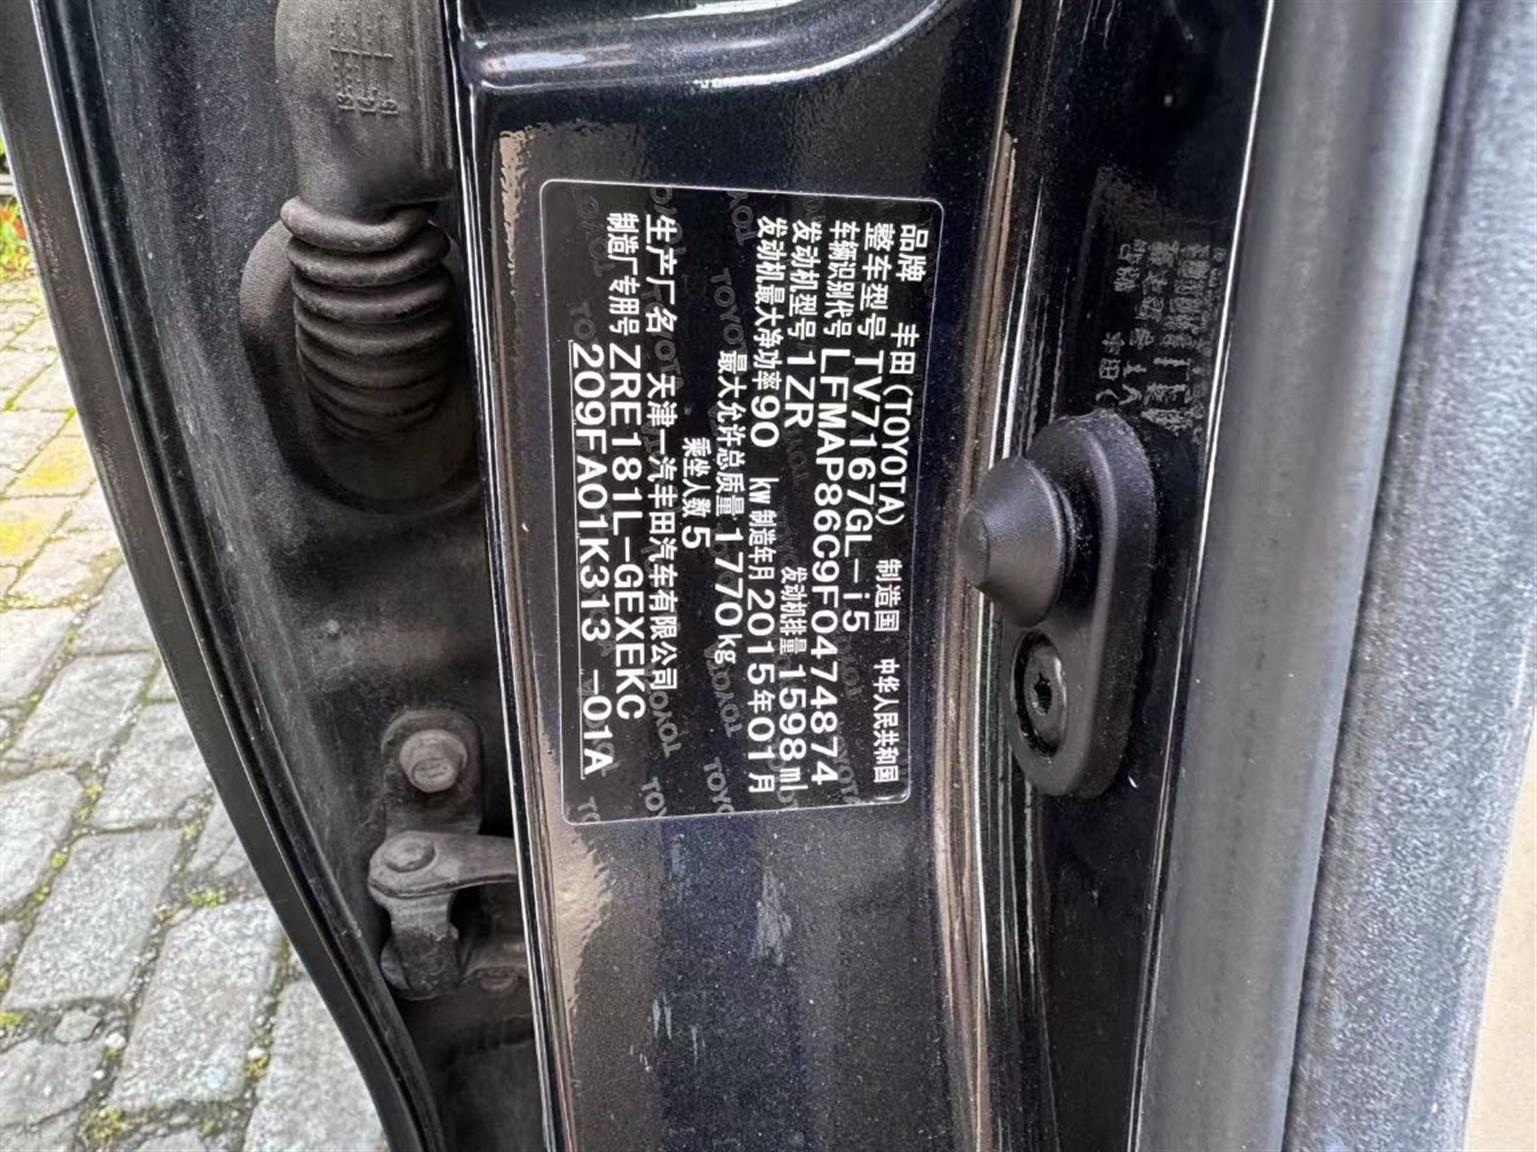 品牌 丰田(TOYOTA) 制造国 中华人民共和国
整车型号 TV7167GL-i5
车辆识别代号 LFMAP86C9F0474874
发动机型号 1ZR 发动机排量 1598ml
发动机最大净功率 90 kw 制造年月 2015年01月
最大允许总质量 1770kg
乘坐人数 5
生产厂名 天津一汽丰田汽车有限公司
制造厂专用号 ZRE181L-GEXEKC
209FA01K313 -01A